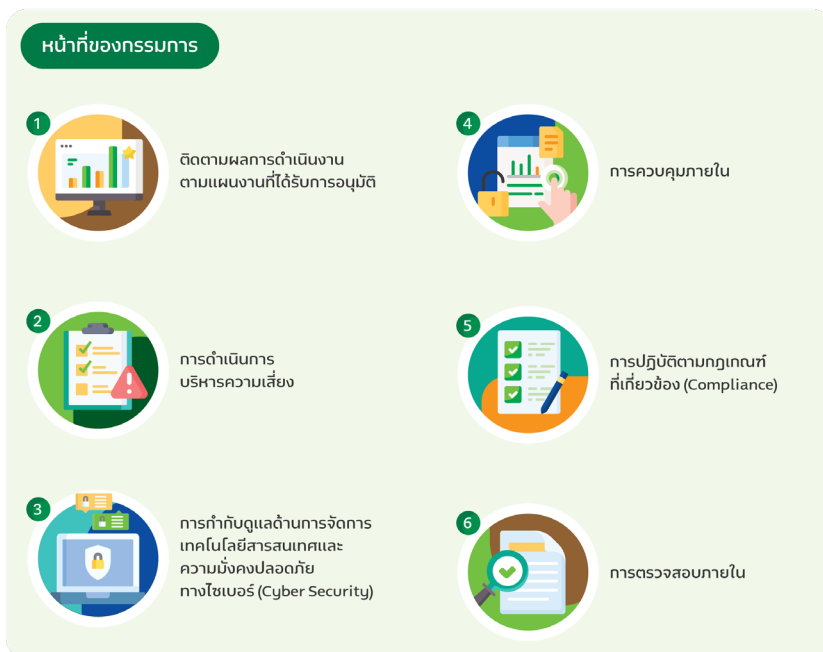 หน้าที่ของกรรมการ
1
ติดตามผลการดำเนินงาน
ตามแผนงานที่ได้รับการอนุมัติ
2
การดำเนินการ
บริหารความเสี่ยง
3
การกำกับดูแลด้านการจัดการ
เทคโนโลยีสารสนเทศและ
ความมั่งคงปลอดภัย
ทางไซเบอร์ (Cyber Security)
4
การควบคุมภายใน
5
การปฏิบัติตามกฎเกณฑ์
ที่เกี่ยวข้อง (Compliance)
6
การตรวจสอบภายใน